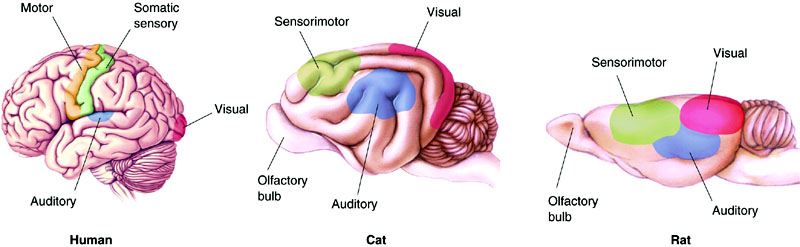 Motor
Somatic
sensory
Visual
Auditory
Human
Sensorimotor
Visual
Olfactory
bulb
Auditory
Cat
Sensorimotor
Visual
Olfactory
bulb
Auditory
Rat